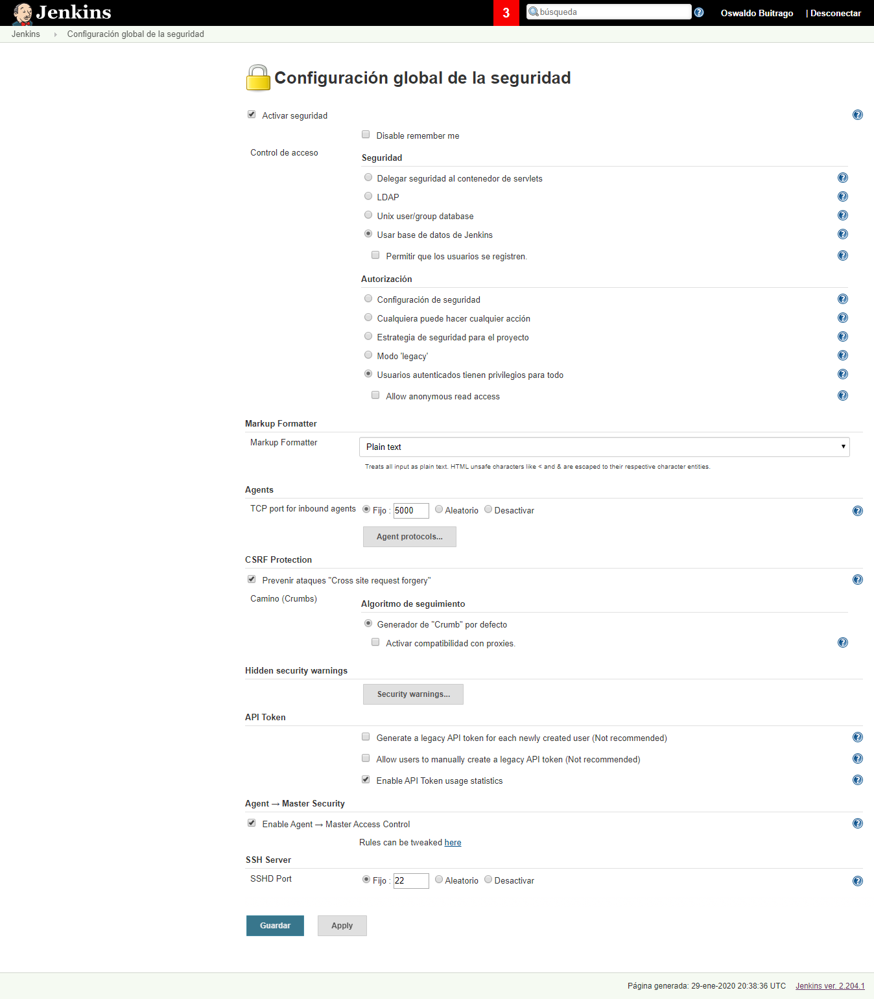 Jenkins
3
búsqueda
Oswaldo Buitrago
| Desconectar
Jenkins
Configuración global de la seguridad
Configuración global de la seguridad
Activar seguridad
Disable remember me
Control de acceso
Seguridad
Delegar seguridad al contenedor de servlets
LDAP
Unix user/group database
Usar base de datos de Jenkins
Permitir que los usuarios se registren.
Autorización
Configuración de seguridad
Cualquiera puede hacer cualquier acción
Estrategia de seguridad para el proyecto
Modo 'legacy'
Usuarios autenticados tienen privilegios para todo
Allow anonymous read access
Markup Formatter
Markup Formatter
Plain text
Treats all input as plain text. HTML unsafe characters like < and & are escaped to their respective character entities.
Agents
TCP port for inbound agents
Fijo : 5000 Aleatorio Desactivar
Agent protocols...
CSRF Protection
Prevenir ataques "Cross site request forgery"
Camino (Crumbs)
Algoritmo de seguimiento
Generador de "Crumb" por defecto
Activar compatibilidad con proxies.
Hidden security warnings
Security warnings...
API Token
Generate a legacy API token for each newly created user (Not recommended)
Allow users to manually create a legacy API token (Not recommended)
Enable API Token usage statistics
Agent → Master Security
Enable Agent → Master Access Control
Rules can be tweaked here
SSH Server
SSHD Port
Fijo : 22 Aleatorio Desactivar
Guardar
Apply
Página generada: 29-ene-2020 20:38:36 UTC
Jenkins ver. 2.204.1